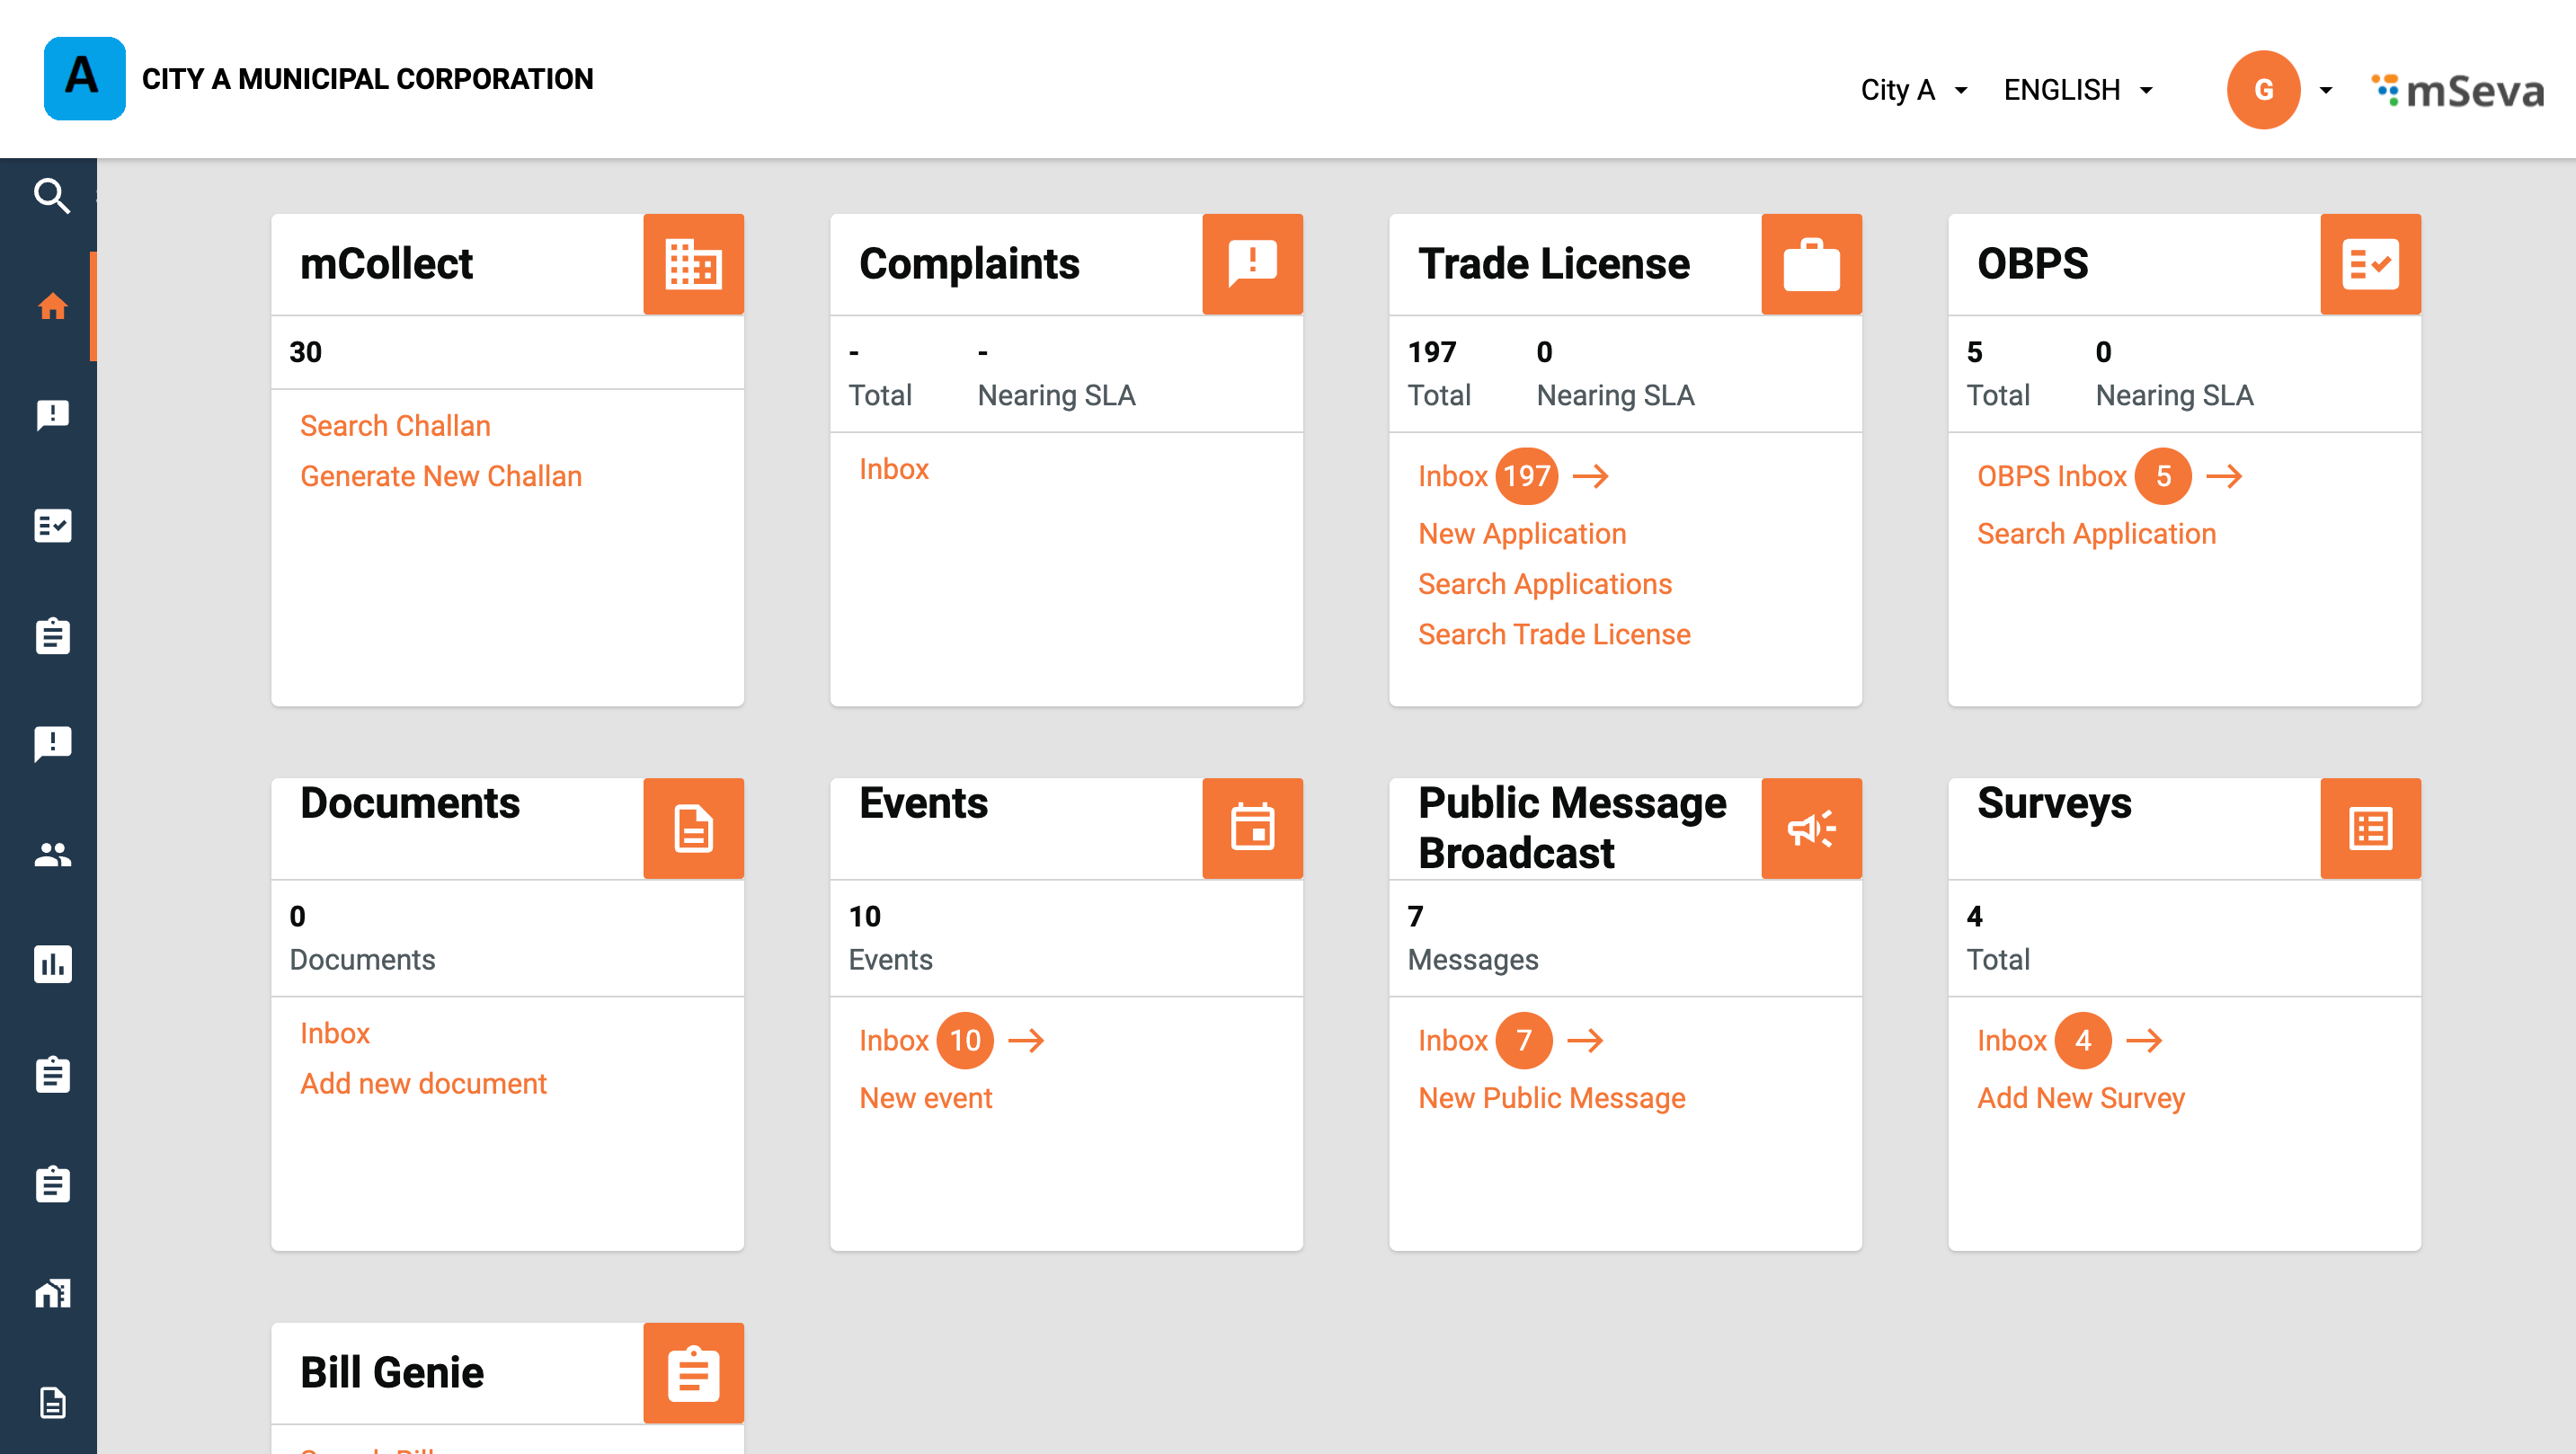 A
CITY A MUNICIPAL CORPORATION
City A
ENGLISH
G
mSeva
mCollect
30
Search Challan
Generate New Challan
Complaints
- -
Total Nearing SLA
Inbox
Trade License
197 0
Total Nearing SLA
Inbox 197
New Application
Search Applications
Search Trade License
OBPS
5 0
Total Nearing SLA
OBPS Inbox 5
Search Application
Documents
0
Documents
Inbox
Add new document
Events
10
Events
Inbox 10
New event
Public Message
Broadcast
7
Messages
Inbox 7
New Public Message
Surveys
4
Total
Inbox 4
Add New Survey
Bill Genie